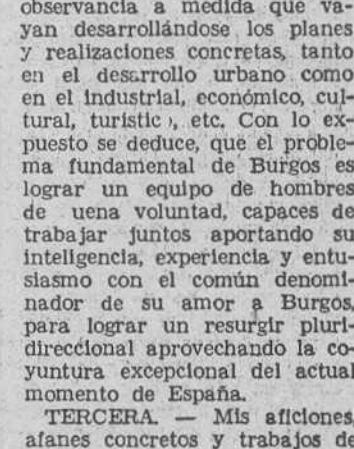 observancia a medida que va-
yan desarrollándose los planes
y realizaciones concretas, tanto
en el desarrollo urbano como
en el industrial, económico, cul-
tural, turístic , etc. Con lo ex-
puesto se deduce, que el proble-
ma fundamental de Burgos es
lograr un equipo de hombres
de uena voluntad, capaces de
trabajar juntos aportando su
inteligencia, experiencia y entu-
siasmo con el común denomi-
nador de su amor a Burgos,
para lograr un resurgir pluri-
direccional aprovechando la co-
yuntura excepcional del actual
momento de España.
TERCERA. — Mis aficiones,
afanes concretos y trabajos de